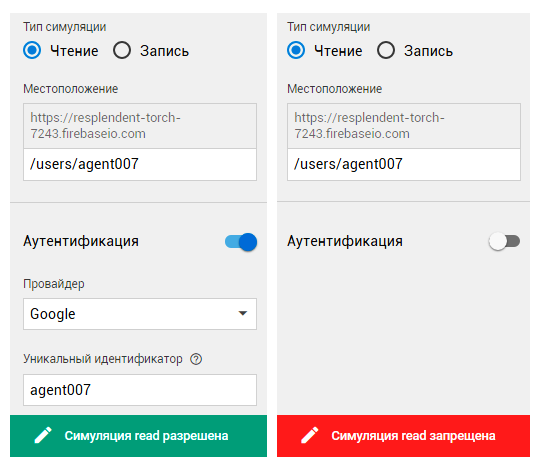 Тип симуляции
Чтение Запись
Местоположение
https://resplendent-torch-
7243.firebaseio.com
/users/agent007
Аутентификация
Провайдер
Google
Уникальный идентификатор
agent007
Симуляция read разрешена
Тип симуляции
Чтение Запись
Местоположение
https://resplendent-torch-
7243.firebaseio.com
/users/agent007
Аутентификация
Симуляция read запрещена